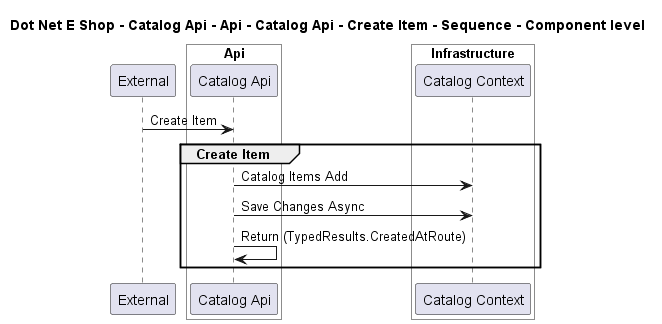 Dot Net E Shop - Catalog Api - Api - Catalog Api - Create Item - Sequence - Component level
Api
Infrastructure
External
Catalog Api
Catalog Context
Create Item
Create Item
Catalog Items Add
Save Changes Async
Return (TypedResults.CreatedAtRoute)
External
Catalog Api
Catalog Context